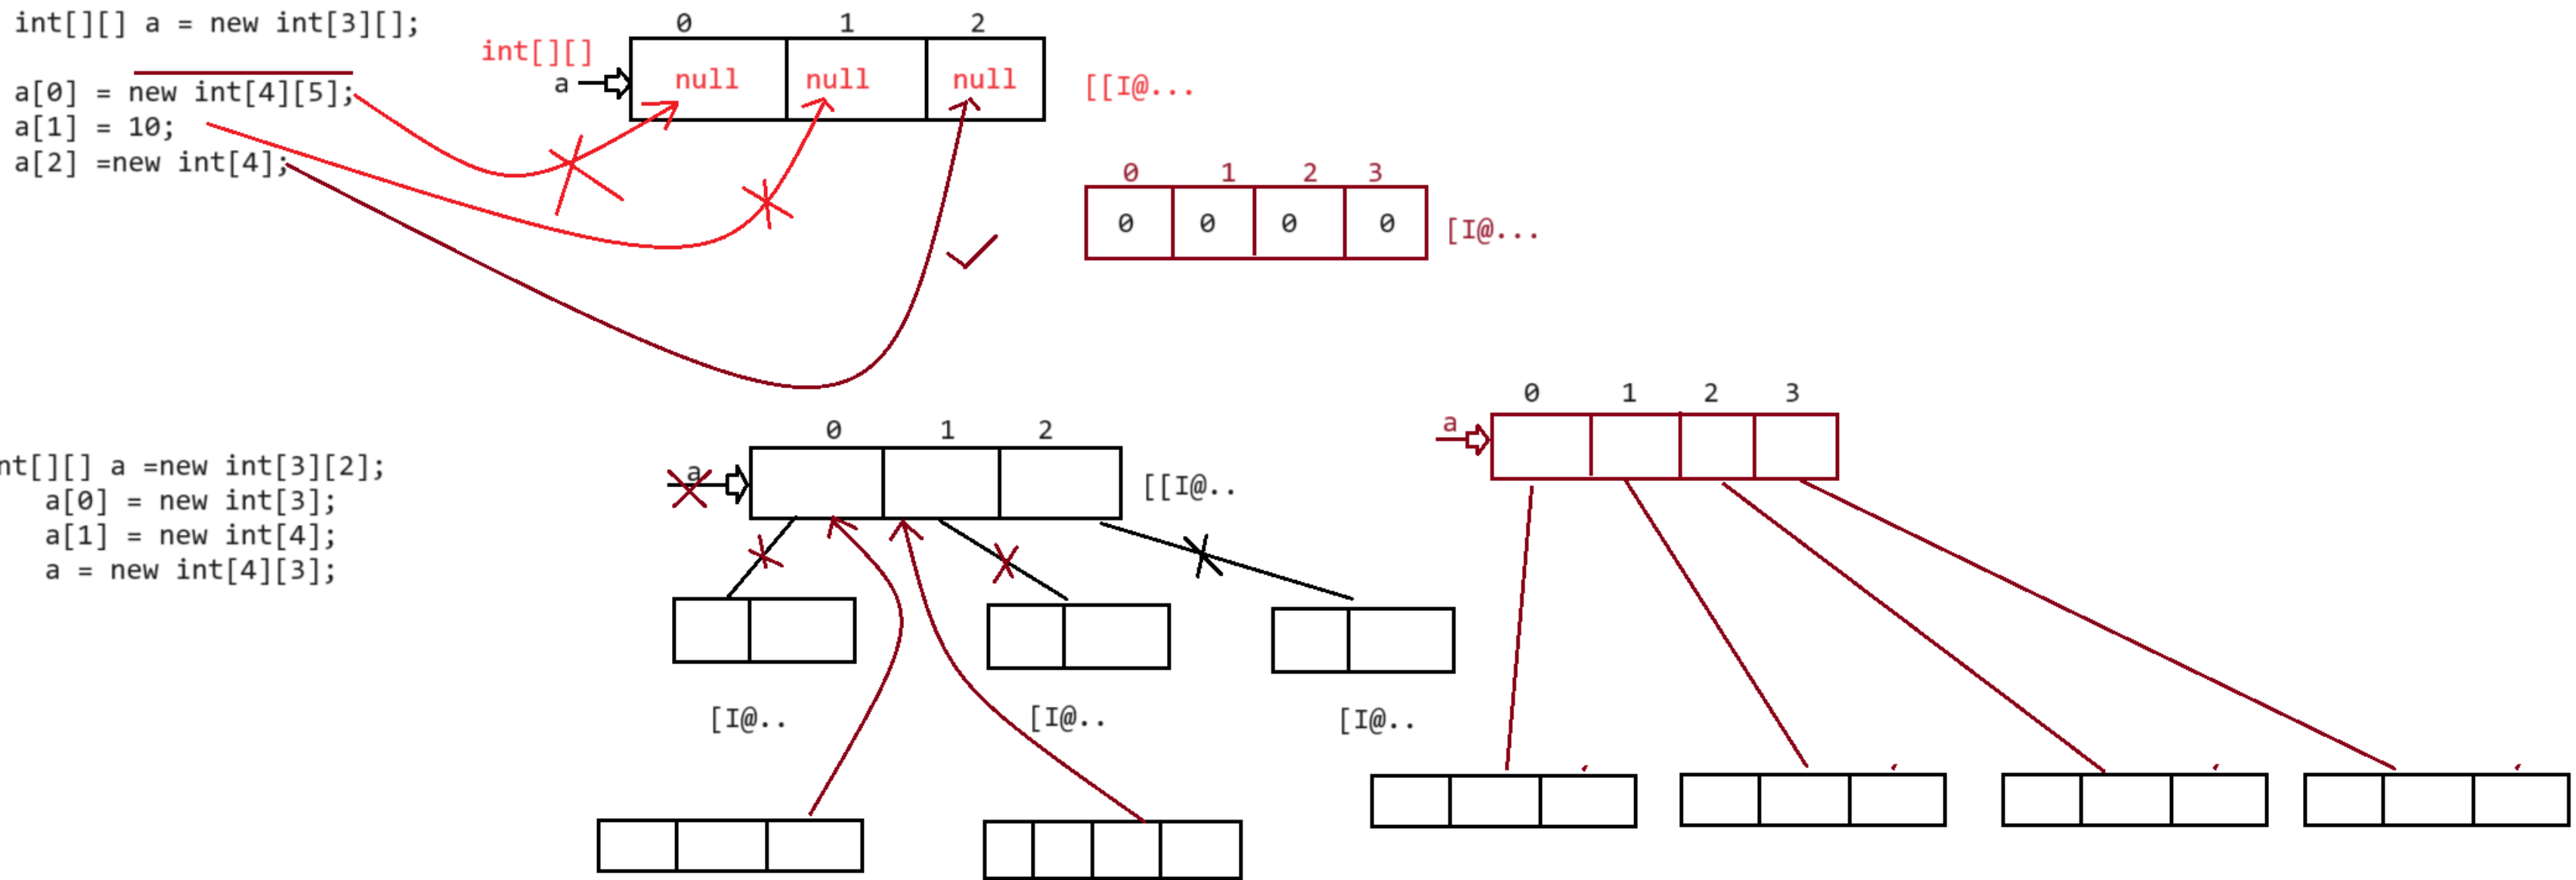 int[][] a = new int[3][];
a[0] = new int[4][5];
a[1] = 10;
a[2] =new int[4];
0 1 2
int[][]
a
null null null
[[I@...
0 1 2 3
0 0 0 0
[I@...
nt[][] a =new int[3][2];
a[0] = new int[3];
a[1] = new int[4];
a = new int[4][3];
0 1 2
a
[[I@..
[I@.. [I@.. [I@..
0 1 2 3
a